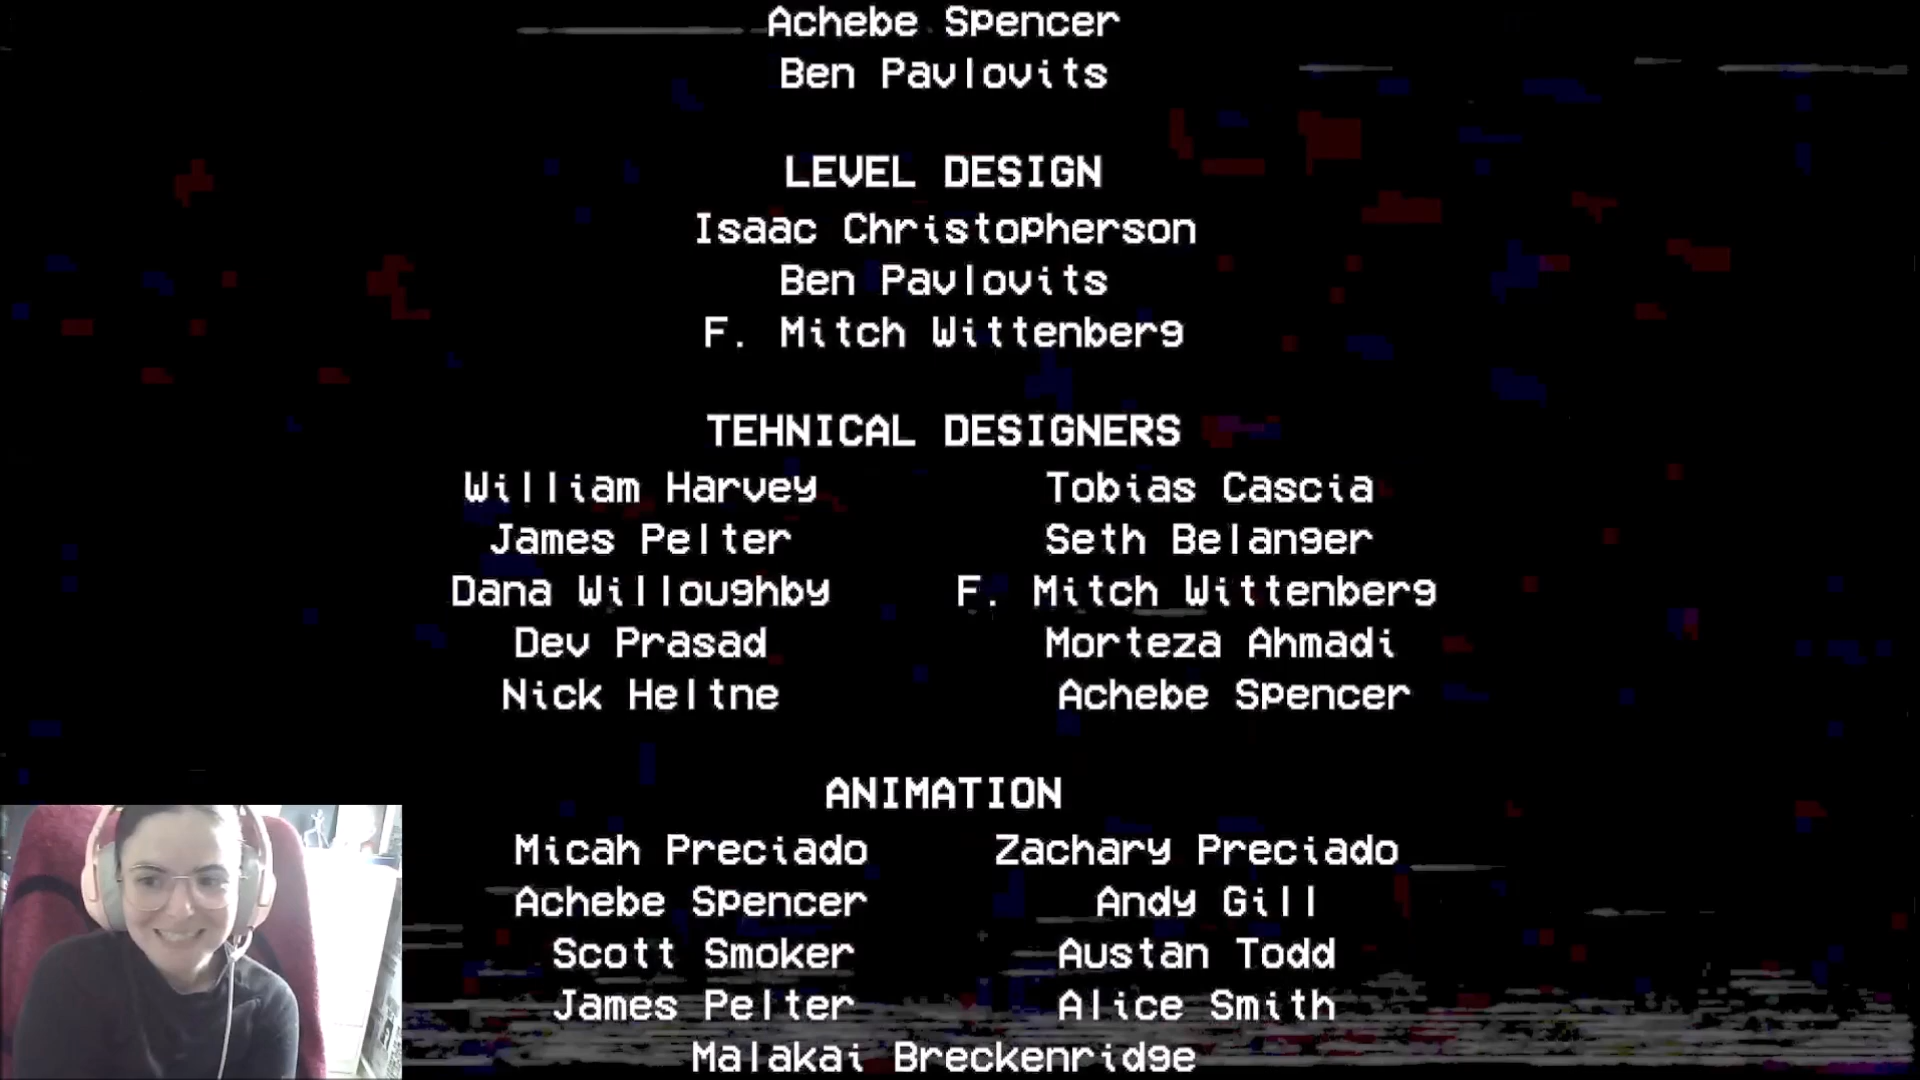 Achebe Spencer
Ben Pavlovits
LEVEL DESIGN
Isaac Christopherson
Ben Pavlovits
F. Mitch Wittenberg
TEHNICAL DESIGNERS
William Harvey Tobias Cascia
James Pelter Seth Belanger
Dana Willoughby F. Mitch Wittenberg
Dev Prasad Morteza Ahmadi
Nick Heltne Achebe Spencer
ANIMATION
Micah Preciado Zachary Preciado
Achebe Spencer Andy Gill
Scott Smoker Austan Todd
James Pelter Alice Smith
Malakai Breckenridge